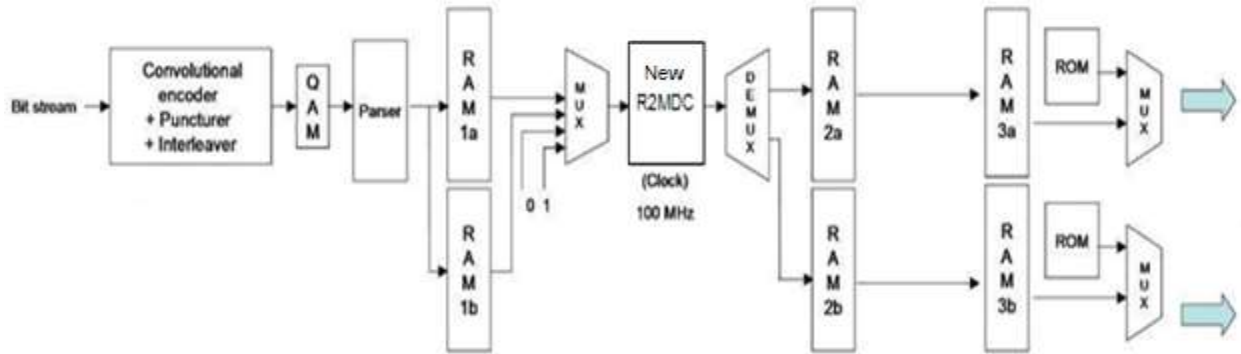 Bit stream
Convolutional
encoder
+ Puncturer
+ Interleaver
Q
A
M
Parser
R
A
M
1a
R
A
M
1b
0 1
M
U
X
New
R2MDC
(Clock)
100 MHz
D
E
M
U
X
R
A
M
2a
R
A
M
2b
R
A
M
3a
ROM
M
U
X
R
A
M
3b
ROM
M
U
X